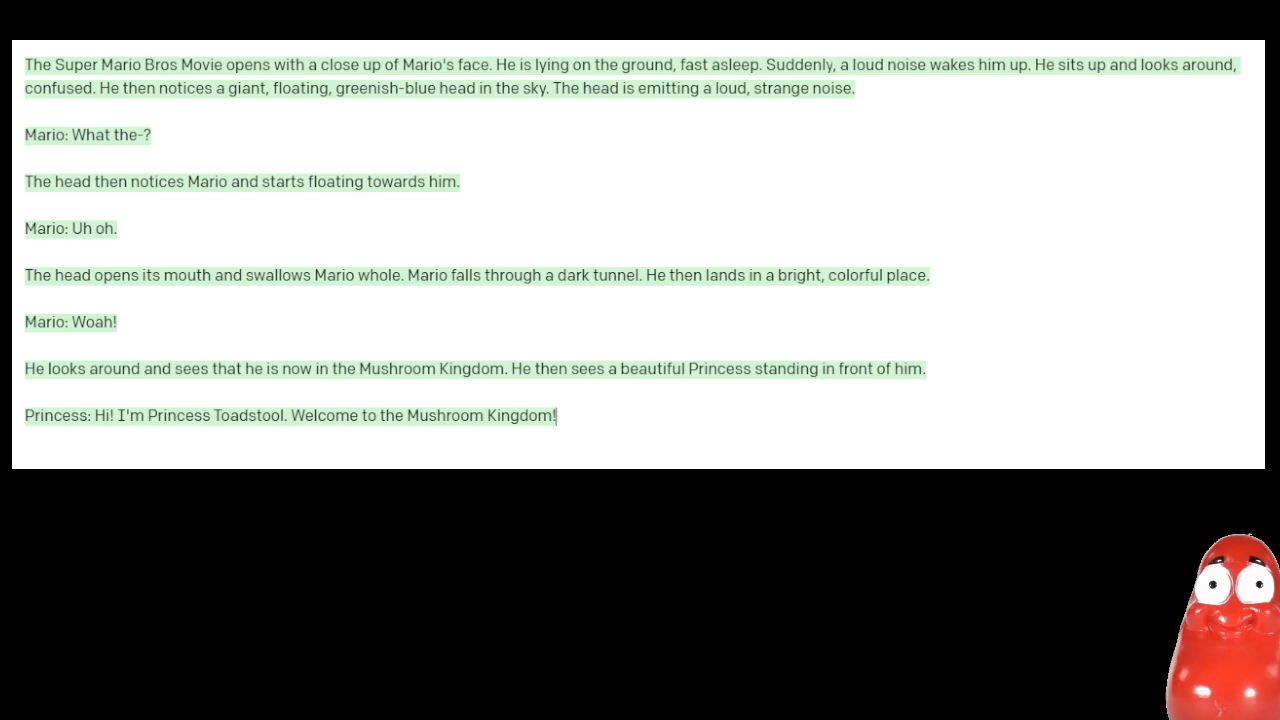 The Super Mario Bros Movie opens with a close up of Mario's face. He is lying on the ground, fast asleep. Suddenly, a loud noise wakes him up. He sits up and looks around,
confused. He then notices a giant, floating, greenish-blue head in the sky. The head is emitting a loud, strange noise.
Mario: What the-?
The head then notices Mario and starts floating towards him.
Mario: Uh oh.
The head opens its mouth and swallows Mario whole. Mario falls through a dark tunnel. He then lands in a bright, colorful place.
Mario: Woah!
He looks around and sees that he is now in the Mushroom Kingdom. He then sees a beautiful Princess standing in front of him.
Princess: Hi! I'm Princess Toadstool. Welcome to the Mushroom Kingdom!